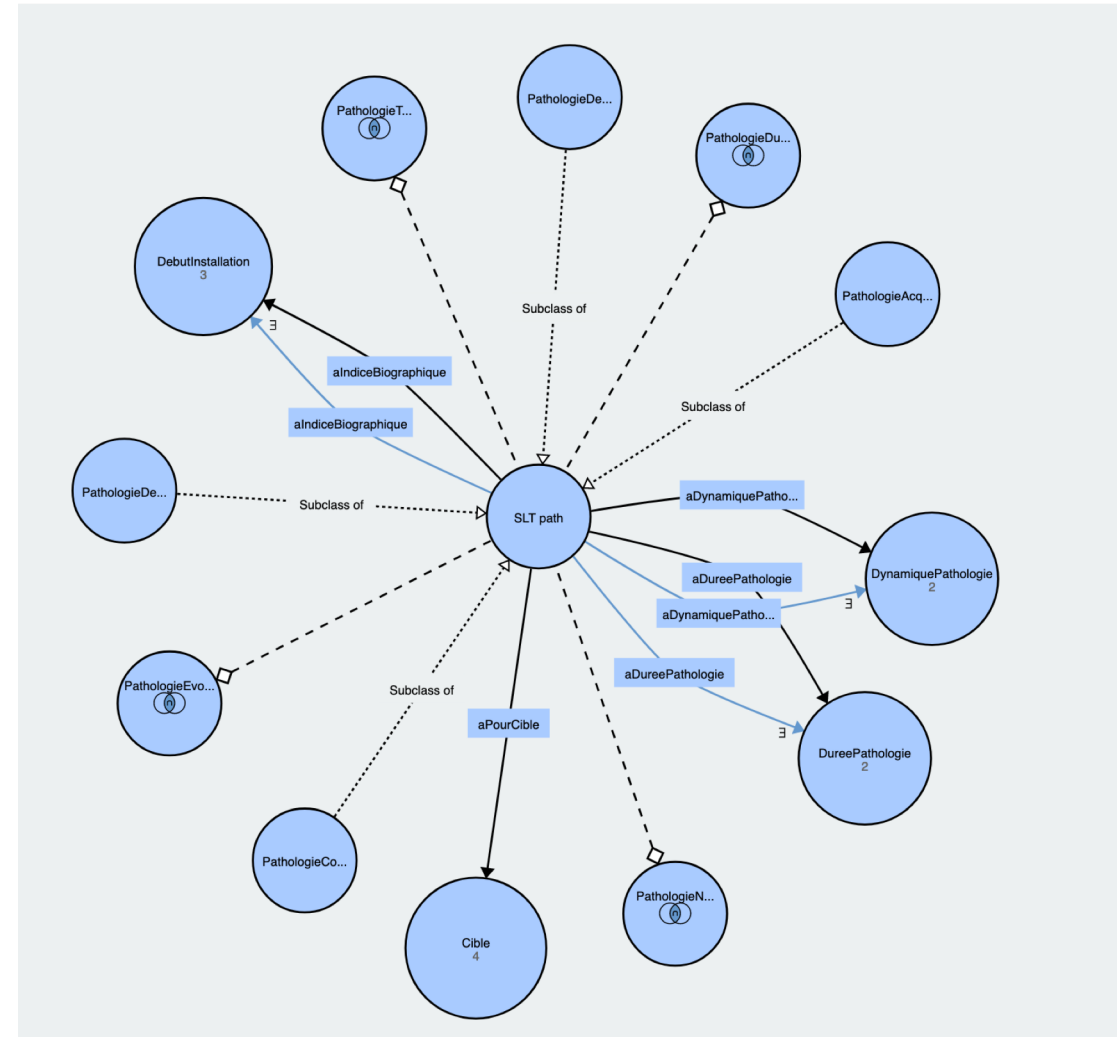 PathologieDe...
PathologieT...
PathologieDu...
DebutInstallation
3
PathologieAcq...
Subclass of
∃
aIndiceBiographique
Subclass of
aIndiceBiographique
PathologieDe...
Subclass of
SLT path
aDynamiquePatho...
DynamiquePathologie
2
aDureePathologie
∃
aDynamiquePatho...
aDureePathologie
PathologieEvo...
Subclass of
aPourCible
∃
DureePathologie
2
PathologieCo...
PathologieN...
Cible
4